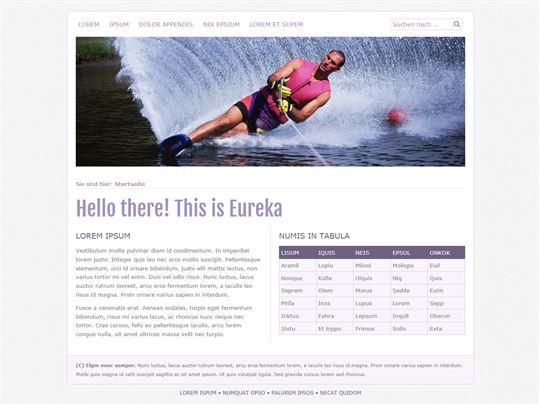 LOREM IPSUM DOLOR APPENDIS NIX EPSIUM LOREM ET SUPEM
Suchen nach ...
Sie sind hier: Startseite
Hello there! This is Eureka
LOREM IPSUM
Vestibulum mollis pulvinar diam id condimentum. In imperdiet
lorem justo. Integer quis leo nec arcu mollis suscipit. Pellentesque
elementum, orci id ornare bibendum, justo elit mattis lectus, non
varius tortor mi vel enim. Duis vel odio risus. Nunc luctus, lacus
auctor rutrum laoreet, arcu eros fermentum lorem, a iaculis leo
risus id magna. Proin ornare varius sapien in interdum.
Fusce a venenatis erat. Aenean sodales, turpis eget fermentum
bibendum, risus mi varius lacus, ac rhoncus nunc neque nec
tortor. Cras cursus, felis eu pellentesque iaculis, arcu lorem
congue nulla, sit amet ultricies massa velit nec turpis.
NUMIS IN TABULA
LISUM IQUIS NEIS EPSUL ONKOK
Aramli Lopiu Mliosi Moliopo Euil
Nonque Kolle Ulquis Niq Quis
Seprem Olem Morus Sedde Exim
Phila Inxs Lupus Lorem Sepp
Inktus Fahra Lepsum Inquit Oberon
Sixtu Et loppo Primus Solio Exta
(C) Eligin nunc semper. Nunc luctus, lacus auctor rutrum laoreet, arcu eros fermentum lorem, a iaculis leo risus id magna. Proin ornare varius sapien in interdum.
Morbi quis magna id velit suscipit sagittis ac sit amet ipsum. Ut quis volutpat ligula. Sed gravida cursus lorem sed rhoncus.
LOREM ISPUM • NUMQUAT OPSO • PALUREM IPSOS • NECAT QUIDOM